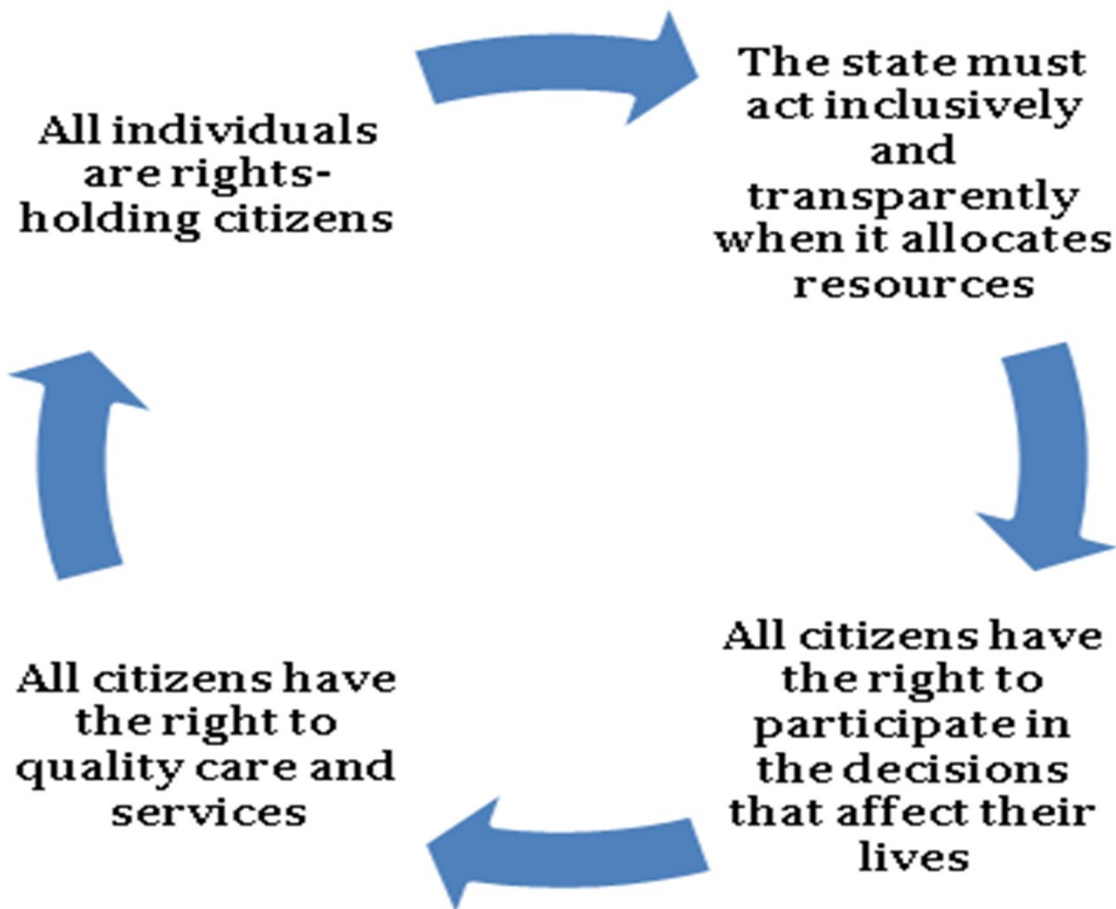 All individuals
are rights-
holding citizens
The state must
act inclusively
and
transparently
when it allocates
resources
All citizens have
the right to
participate in
the decisions
that affect their
lives
All citizens have
the right to
quality care and
services